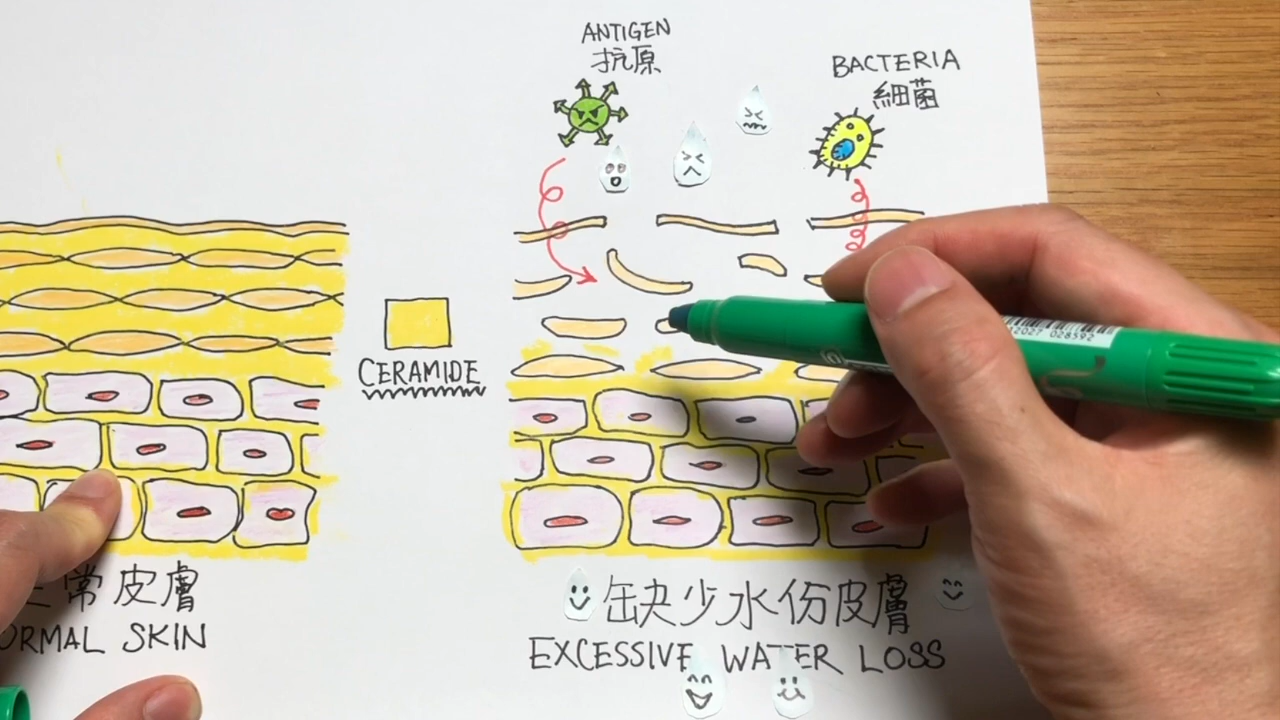 ANTIGEN
抗原
BACTERIA
細菌
CERAMIDE
常皮膚
ORMAL SKIN
缺少水份皮膚
EXCESSIVE WATER LOSS
028592